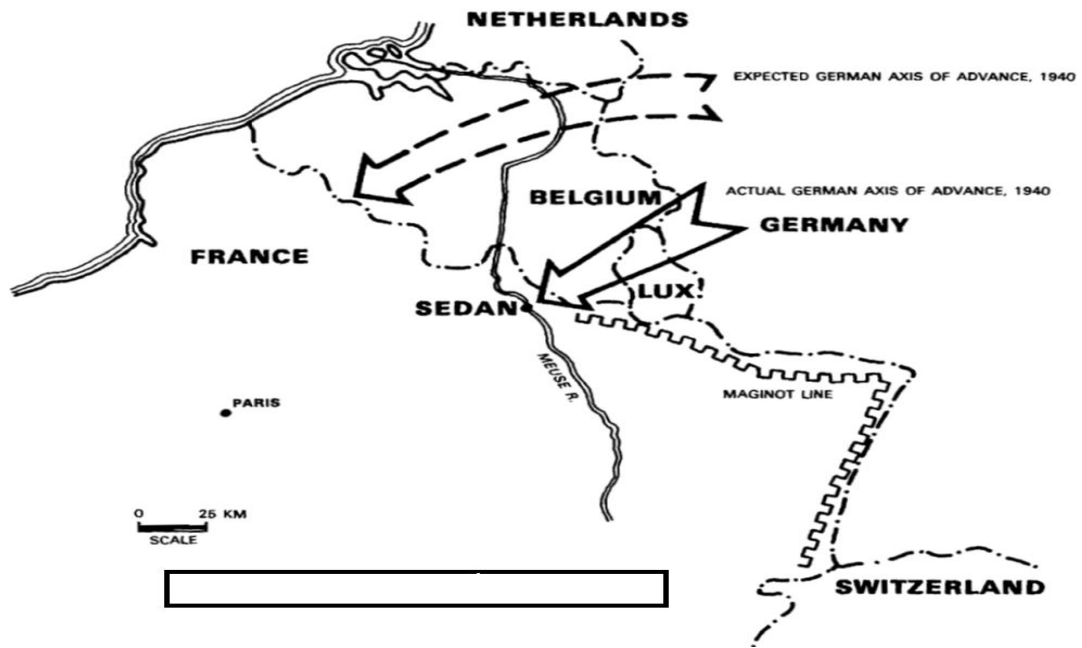 NETHERLANDS
EXPECTED GERMAN AXIS OF ADVANCE, 1940
BELGIUM
ACTUAL GERMAN AXIS OF ADVANCE, 1940
GERMANY
FRANCE
LUX.
SEDAN
MEUSE R.
MAGINOT LINE
PARIS
0 25 KM
SCALE
SWITZERLAND